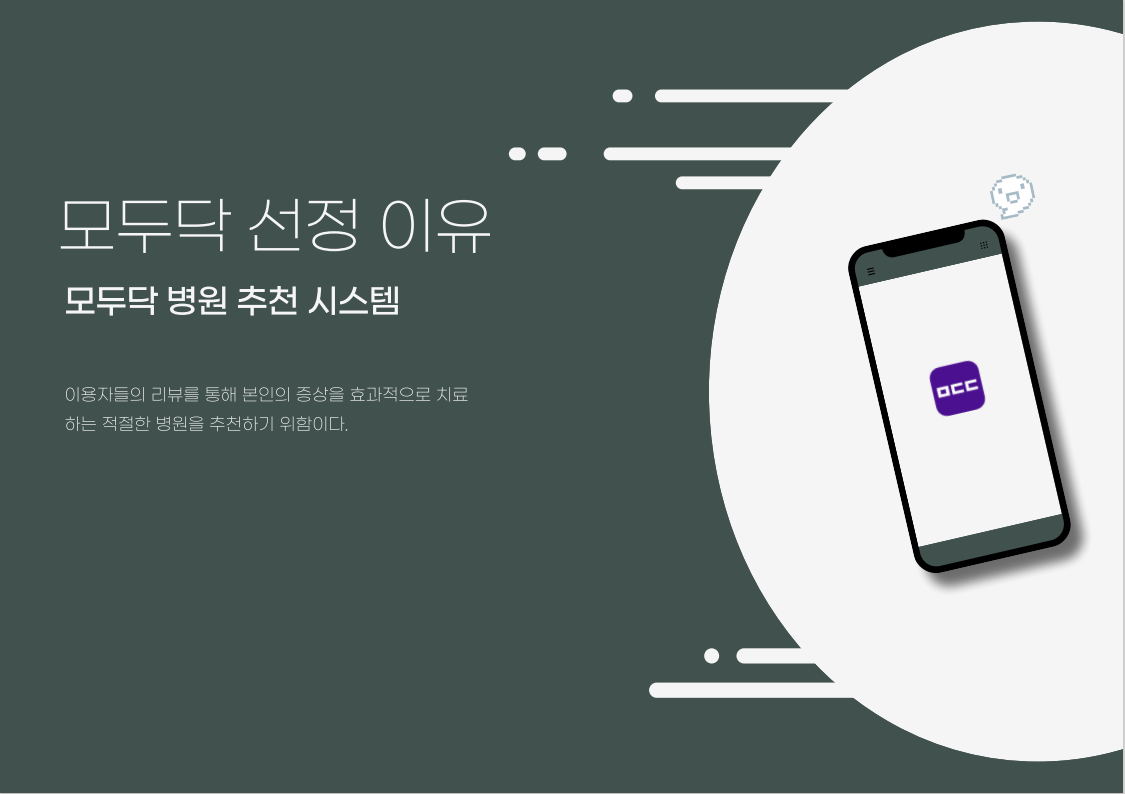 모두닥 선정 이유
모두닥 병원 추천 시스템
이용자들의 리뷰를 통해 본인의 증상을 효과적으로 치료
하는 적절한 병원을 추천하기 위함이다.
ㅁㄷㄷ